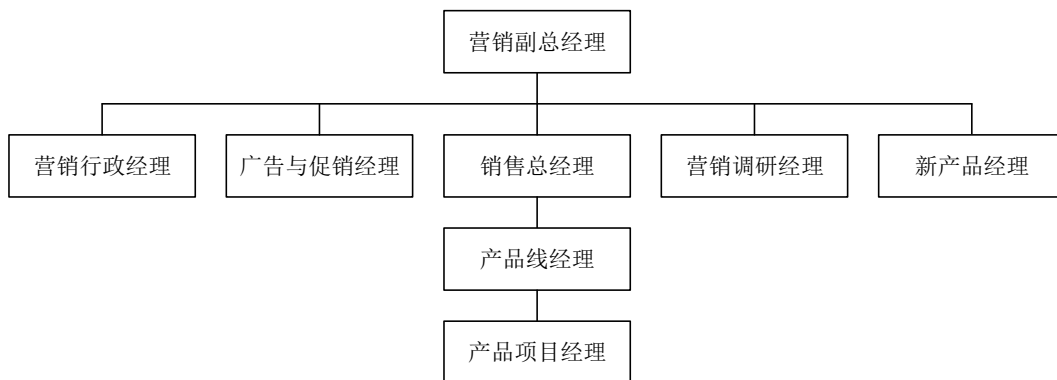 营销副总经理
营销行政经理
广告与促销经理
销售总经理
营销调研经理
新产品经理
产品线经理
产品项目经理